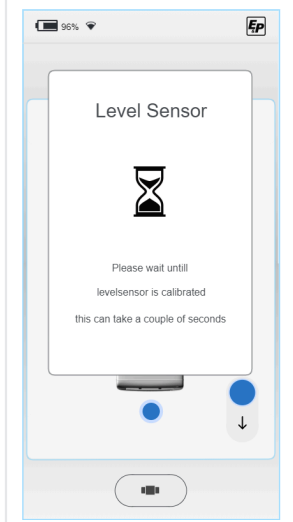 96%
EP
Level Sensor
Please wait untill
levelsensor is calibrated
this can take a couple of seconds